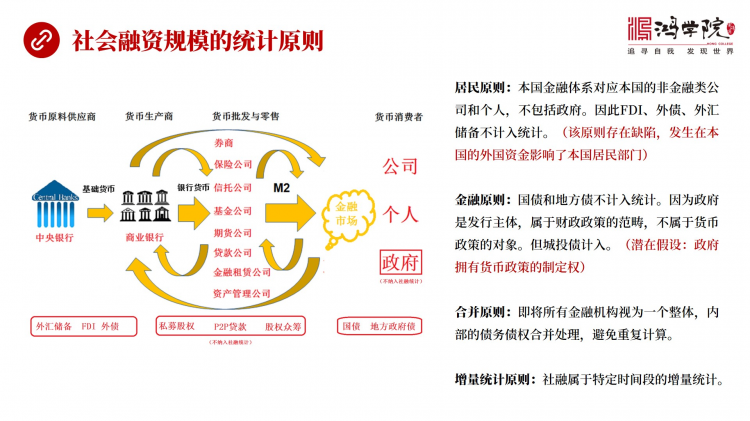 社会融资规模的统计原则
鸿学院
HONG COLLEGE
追寻自我 发现世界
货币原料供应商
货币生产商
货币批发与零售
货币消费者
券商
保险公司
信托公司
基金公司
期货公司
贷款公司
金融租赁公司
资产管理公司
Central Banks
中央银行
基础货币
商业银行
银行货币
M2
金融
市场
公司
个人
政府
(不纳入社融统计)
外汇储备 FDI 外债
私募股权 P2P贷款 股权众筹
(不纳入社融统计)
国债 地方政府债
居民原则：本国金融体系对应本国的非金融类公
司和个人，不包括政府。因此FDI、外债、外汇
储备不计入统计。（该原则存在缺陷，发生在本
国的外国资金影响了本国居民部门）
金融原则：国债和地方债不计入统计。因为政府
是发行主体，属于财政政策的范畴，不属于货币
政策的对象。但城投债计入。（潜在假设：政府
拥有货币政策的制定权）
合并原则：即将所有金融机构视为一个整体，内
部的债务债权合并处理，避免重复计算。
增量统计原则：社融属于特定时间段的增量统计。